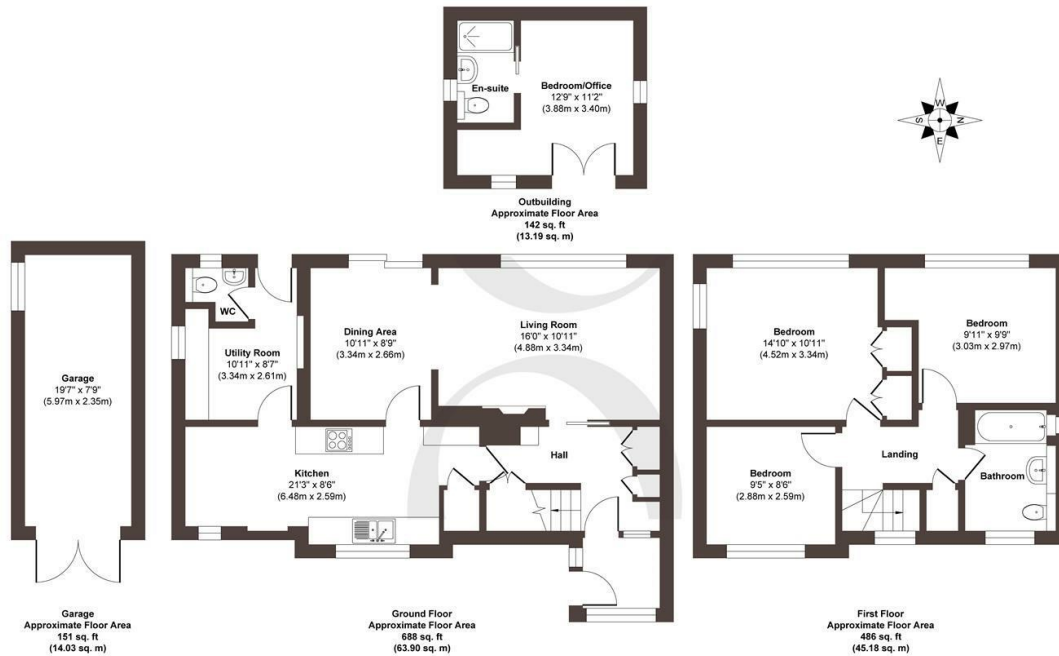 En-suite
Bedroom/Office
12'9" x 11'2"
(3.88m x 3.40m)
W
S
N
E
Outbuilding
Approximate Floor Area
142 sq. ft
(13.19 sq. m)
Garage
19'7" x 7'9"
(5.97m x 2.35m)
WC
Utility Room
10'11" x 8'7"
(3.34m x 2.61m)
Dining Area
10'11" x 8'9"
(3.34m x 2.66m)
Living Room
16'0" x 10'11"
(4.88m x 3.34m)
Kitchen
21'3" x 8'6"
(6.48m x 2.59m)
Hall
Bedroom
14'10" x 10'11"
(4.52m x 3.34m)
Bedroom
9'11" x 9'9"
(3.03m x 2.97m)
Bedroom
9'5" x 8'6"
(2.88m x 2.59m)
Landing
Bathroom
Garage
Approximate Floor Area
151 sq. ft
(14.03 sq. m)
Ground Floor
Approximate Floor Area
688 sq. ft
(63.90 sq. m)
First Floor
Approximate Floor Area
486 sq. ft
(45.18 sq. m)